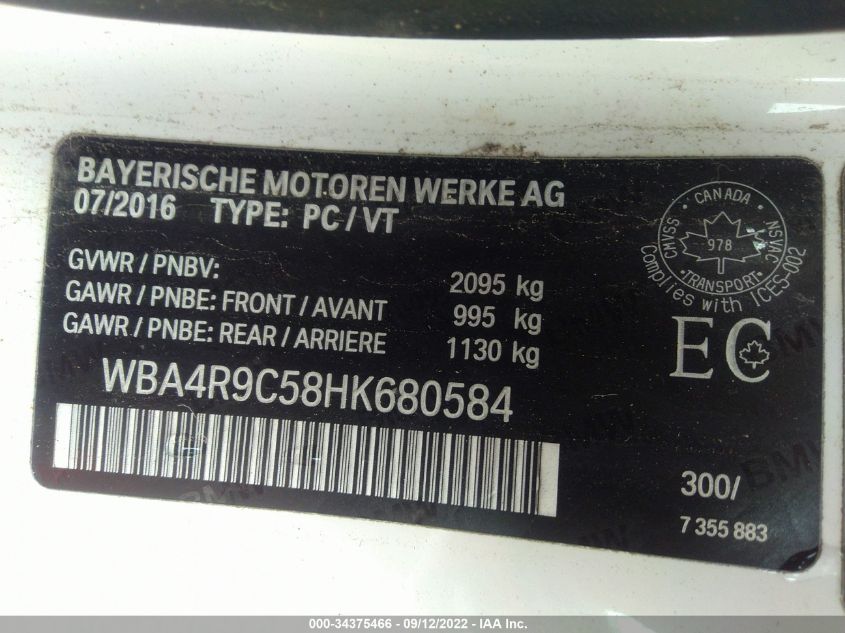 BAYERISCHE MOTOREN WERKE AG
07/2016 TYPE: PC / VT
GVWR / PNBV: 2095 kg
GAWR / PNBE: FRONT / AVANT 995 kg
GAWR / PNBE: REAR / ARRIERE 1130 kg
WBA4R9C58HK680584
CMVSS · CANADA · NSVAC
978
· TRANSPORT ·
Complies with ICES-002
EC
300/
7 355 883
000-34375466 - 09/12/2022 - IAA Inc.